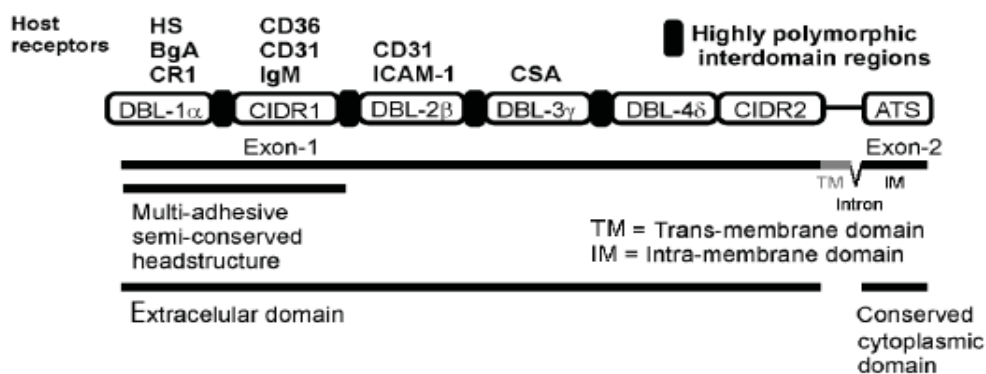 Host
receptors
HS
BgA
CR1
CD36
CD31
IgM
CD31
ICAM-1
CSA
Highly polymorphic
interdomain regions
DBL-1α CIDR1 DBL-2β DBL-3γ DBL-4δ CIDR2 ATS
Exon-1 Exon-2
TM IM
Intron
Multi-adhesive
semi-conserved
headstructure
TM = Trans-membrane domain
IM = Intra-membrane domain
Extracelular domain
Conserved
cytoplasmic
domain